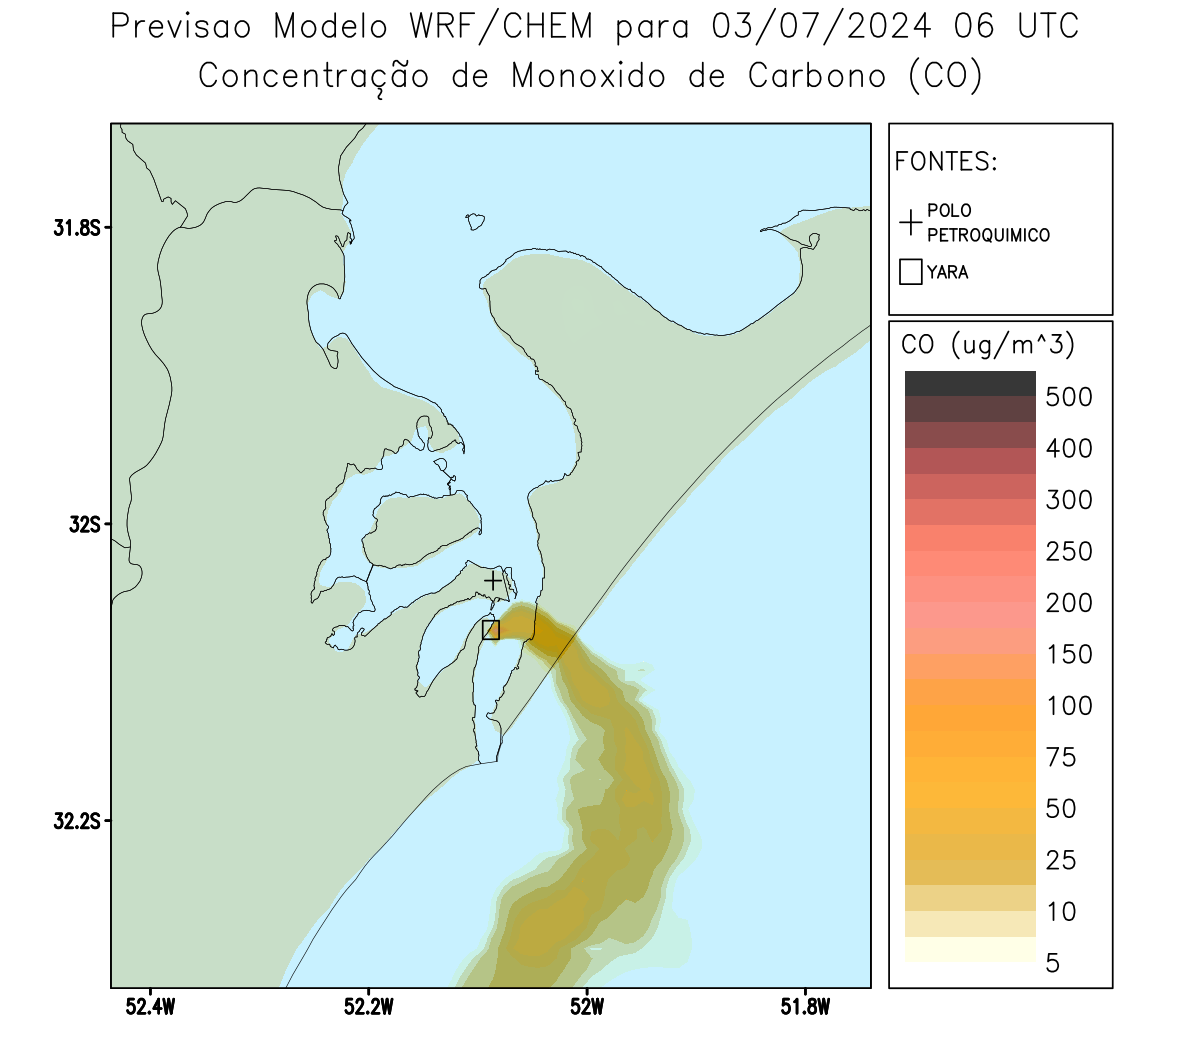 Previsao Modelo WRF/CHEM para 03/07/2024 06 UTC
Concentração de Monoxido de Carbono (CO)
FONTES:
POLO
PETROQUIMICO
YARA
CO (ug/m^3)
500
400
300
250
200
150
100
75
50
25
10
5
31.8S
32S
32.2S
52.4W
52.2W
52W
51.8W